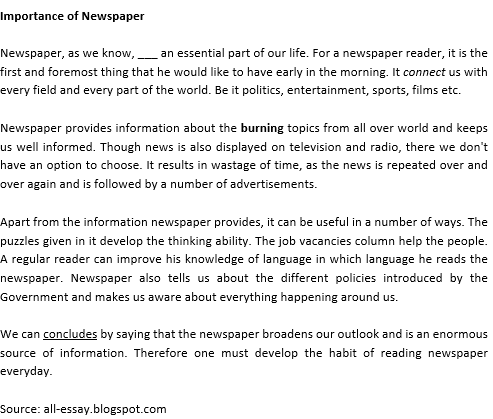 Importance of Newspaper
Newspaper, as we know, ___ an essential part of our life. For a newspaper reader, it is the
first and foremost thing that he would like to have early in the morning. It connect us with
every field and every part of the world. Be it politics, entertainment, sports, films etc.
Newspaper provides information about the burning topics from all over world and keeps
us well informed. Though news is also displayed on television and radio, there we don't
have an option to choose. It results in wastage of time, as the news is repeated over and
over again and is followed by a number of advertisements.
Apart from the information newspaper provides, it can be useful in a number of ways. The
puzzles given in it develop the thinking ability. The job vacancies column help the people.
A regular reader can improve his knowledge of language in which language he reads the
newspaper. Newspaper also tells us about the different policies introduced by the
Government and makes us aware about everything happening around us.
We can concludes by saying that the newspaper broadens our outlook and is an enormous
source of information. Therefore one must develop the habit of reading newspaper
everyday.
Source: all-essay.blogspot.com